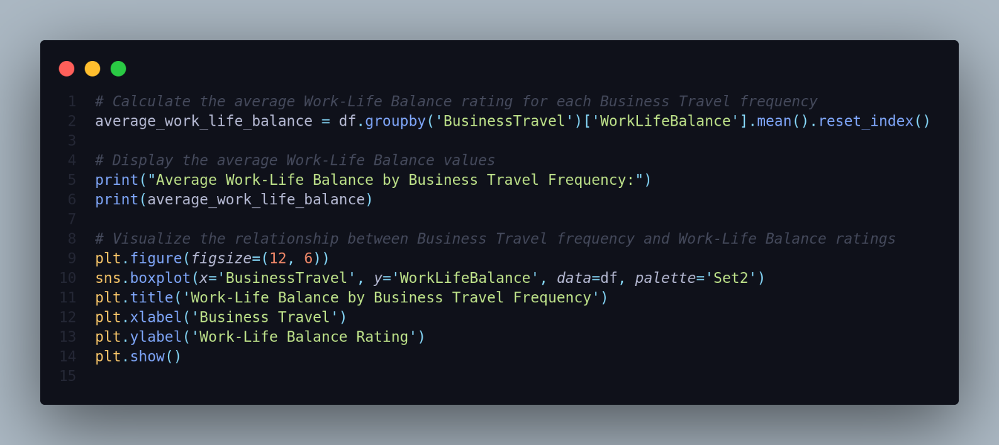 1 # Calculate the average Work-Life Balance rating for each Business Travel frequency
2 average_work_life_balance = df.groupby('BusinessTravel')['WorkLifeBalance'].mean().reset_index()
3
4 # Display the average Work-Life Balance values
5 print("Average Work-Life Balance by Business Travel Frequency:")
6 print(average_work_life_balance)
7
8 # Visualize the relationship between Business Travel frequency and Work-Life Balance ratings
9 plt.figure(figsize=(12, 6))
10 sns.boxplot(x='BusinessTravel', y='WorkLifeBalance', data=df, palette='Set2')
11 plt.title('Work-Life Balance by Business Travel Frequency')
12 plt.xlabel('Business Travel')
13 plt.ylabel('Work-Life Balance Rating')
14 plt.show()
15